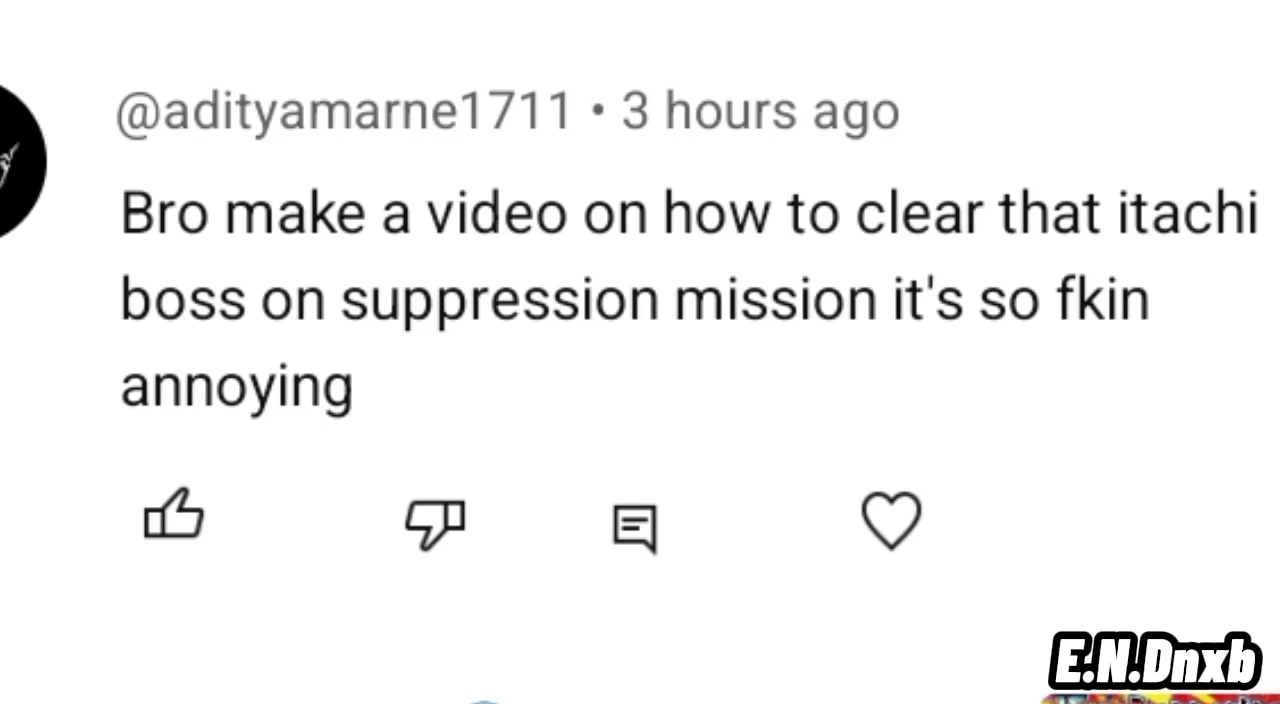 @adityamarne1711 • 3 hours ago
Bro make a video on how to clear that itachi
boss on suppression mission it's so fkin
annoying
E.N.Dnxb